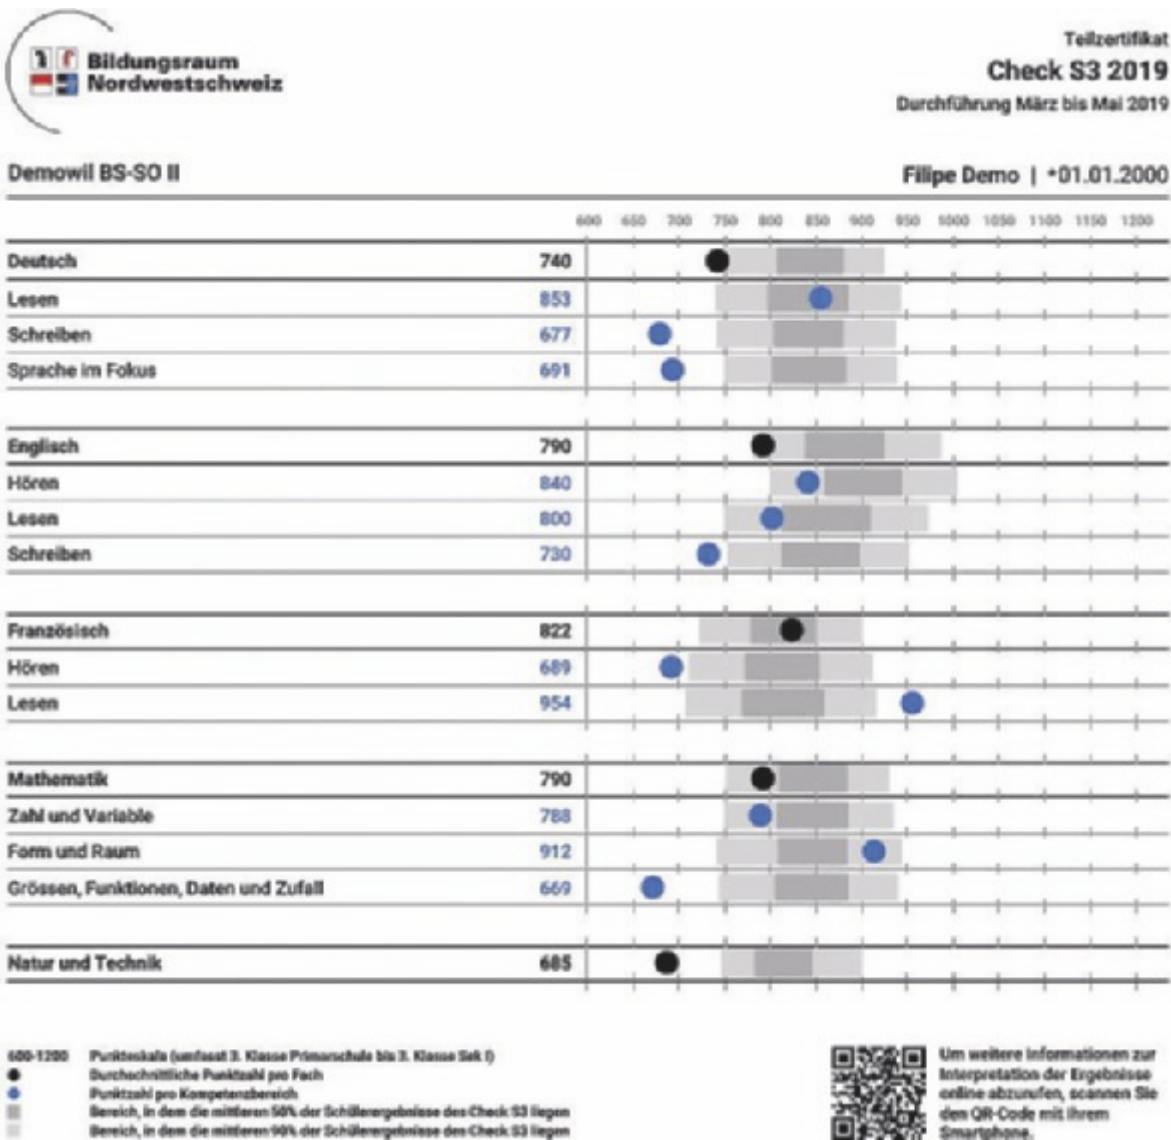 Bildungsraum
Nordwestschweiz
Teilzertifikat
Check S3 2019
Durchführung März bis Mai 2019
Demowil BS-SO II
Filipe Demo | *01.01.2000
600 650 700 750 800 850 900 950 1000 1050 1100 1150 1200
Deutsch 740
Lesen 853
Schreiben 677
Sprache im Fokus 691
Englisch 790
Hören 840
Lesen 800
Schreiben 730
Französisch 822
Hören 689
Lesen 954
Mathematik 790
Zahl und Variable 788
Form und Raum 912
Grössen, Funktionen, Daten und Zufall 669
Natur und Technik 685
600-1200 Punkteskala (umfasst 3. Klasse Primarschule bis 3. Klasse Sek I)
Durchschnittliche Punktzahl pro Fach
Punktzahl pro Kompetenzbereich
Bereich, in dem die mittleren 50% der Schülerergebnisse des Check S3 liegen
Bereich, in dem die mittleren 90% der Schülerergebnisse des Check S3 liegen
Um weitere Informationen zur
Interpretation der Ergebnisse
online abzurufen, scannen Sie
den QR-Code mit Ihrem
Smartphone.